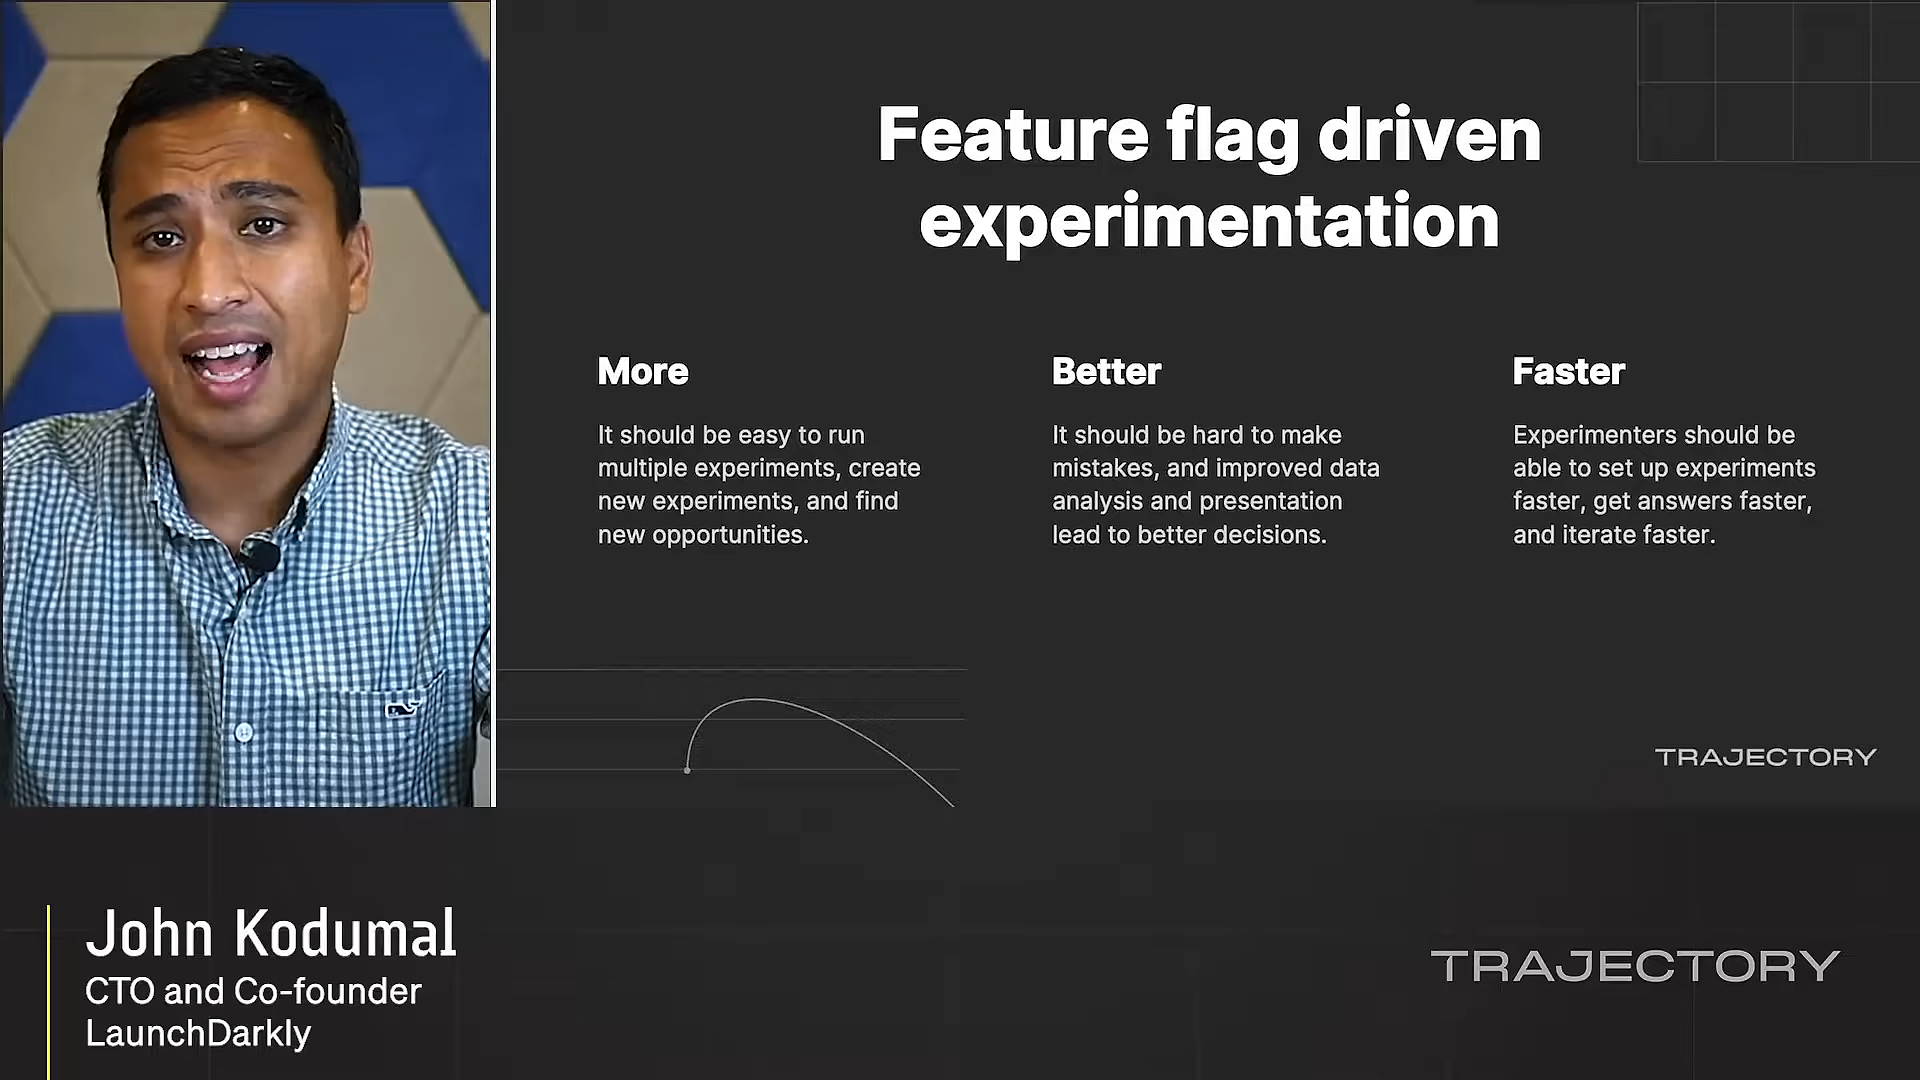 Feature flag driven
experimentation
More
It should be easy to run
multiple experiments, create
new experiments, and find
new opportunities.
Better
It should be hard to make
mistakes, and improved data
analysis and presentation
lead to better decisions.
Faster
Experimenters should be
able to set up experiments
faster, get answers faster,
and iterate faster.
TRAJECTORY
John Kodumal
CTO and Co-founder
LaunchDarkly
TRAJECTORY